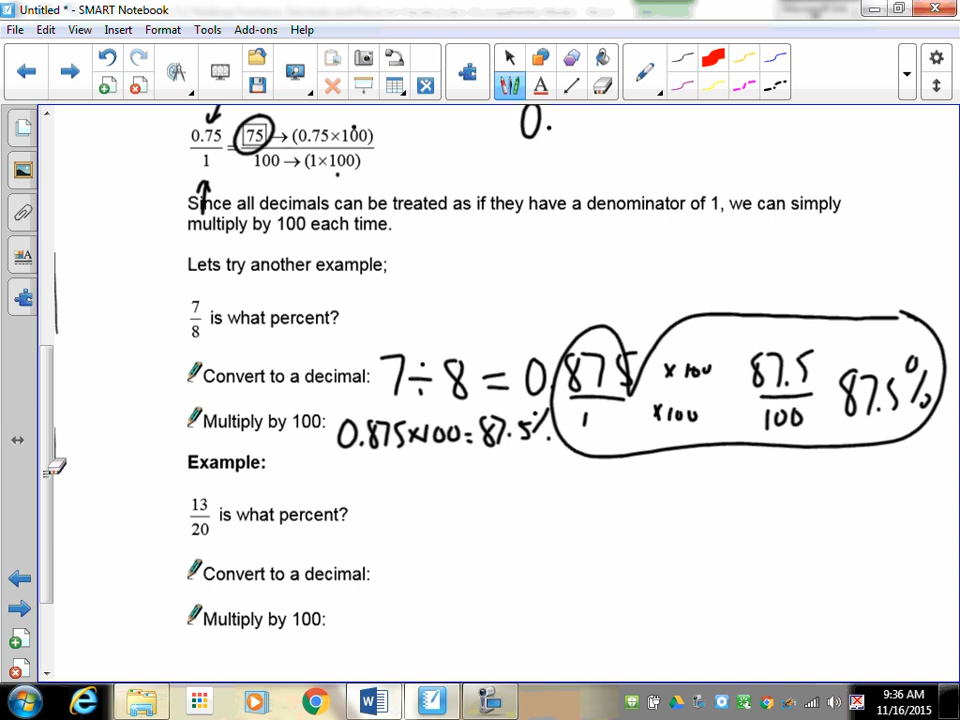 Untitled * - SMART Notebook
File Edit View Insert Format Tools Add-ons Help
0.75 75 → (0.75×100) 0.
1 = 100 → (1×100)
Since all decimals can be treated as if they have a denominator of 1, we can simply
multiply by 100 each time.
Lets try another example;
7
8 is what percent?
Convert to a decimal: 7 ÷ 8 = 0.875 x 100 87.5 87.5%
1 x100 100
Multiply by 100: 0.875x100=87.5%
Example:
13
20 is what percent?
Convert to a decimal:
Multiply by 100:
9:36 AM
11/16/2015